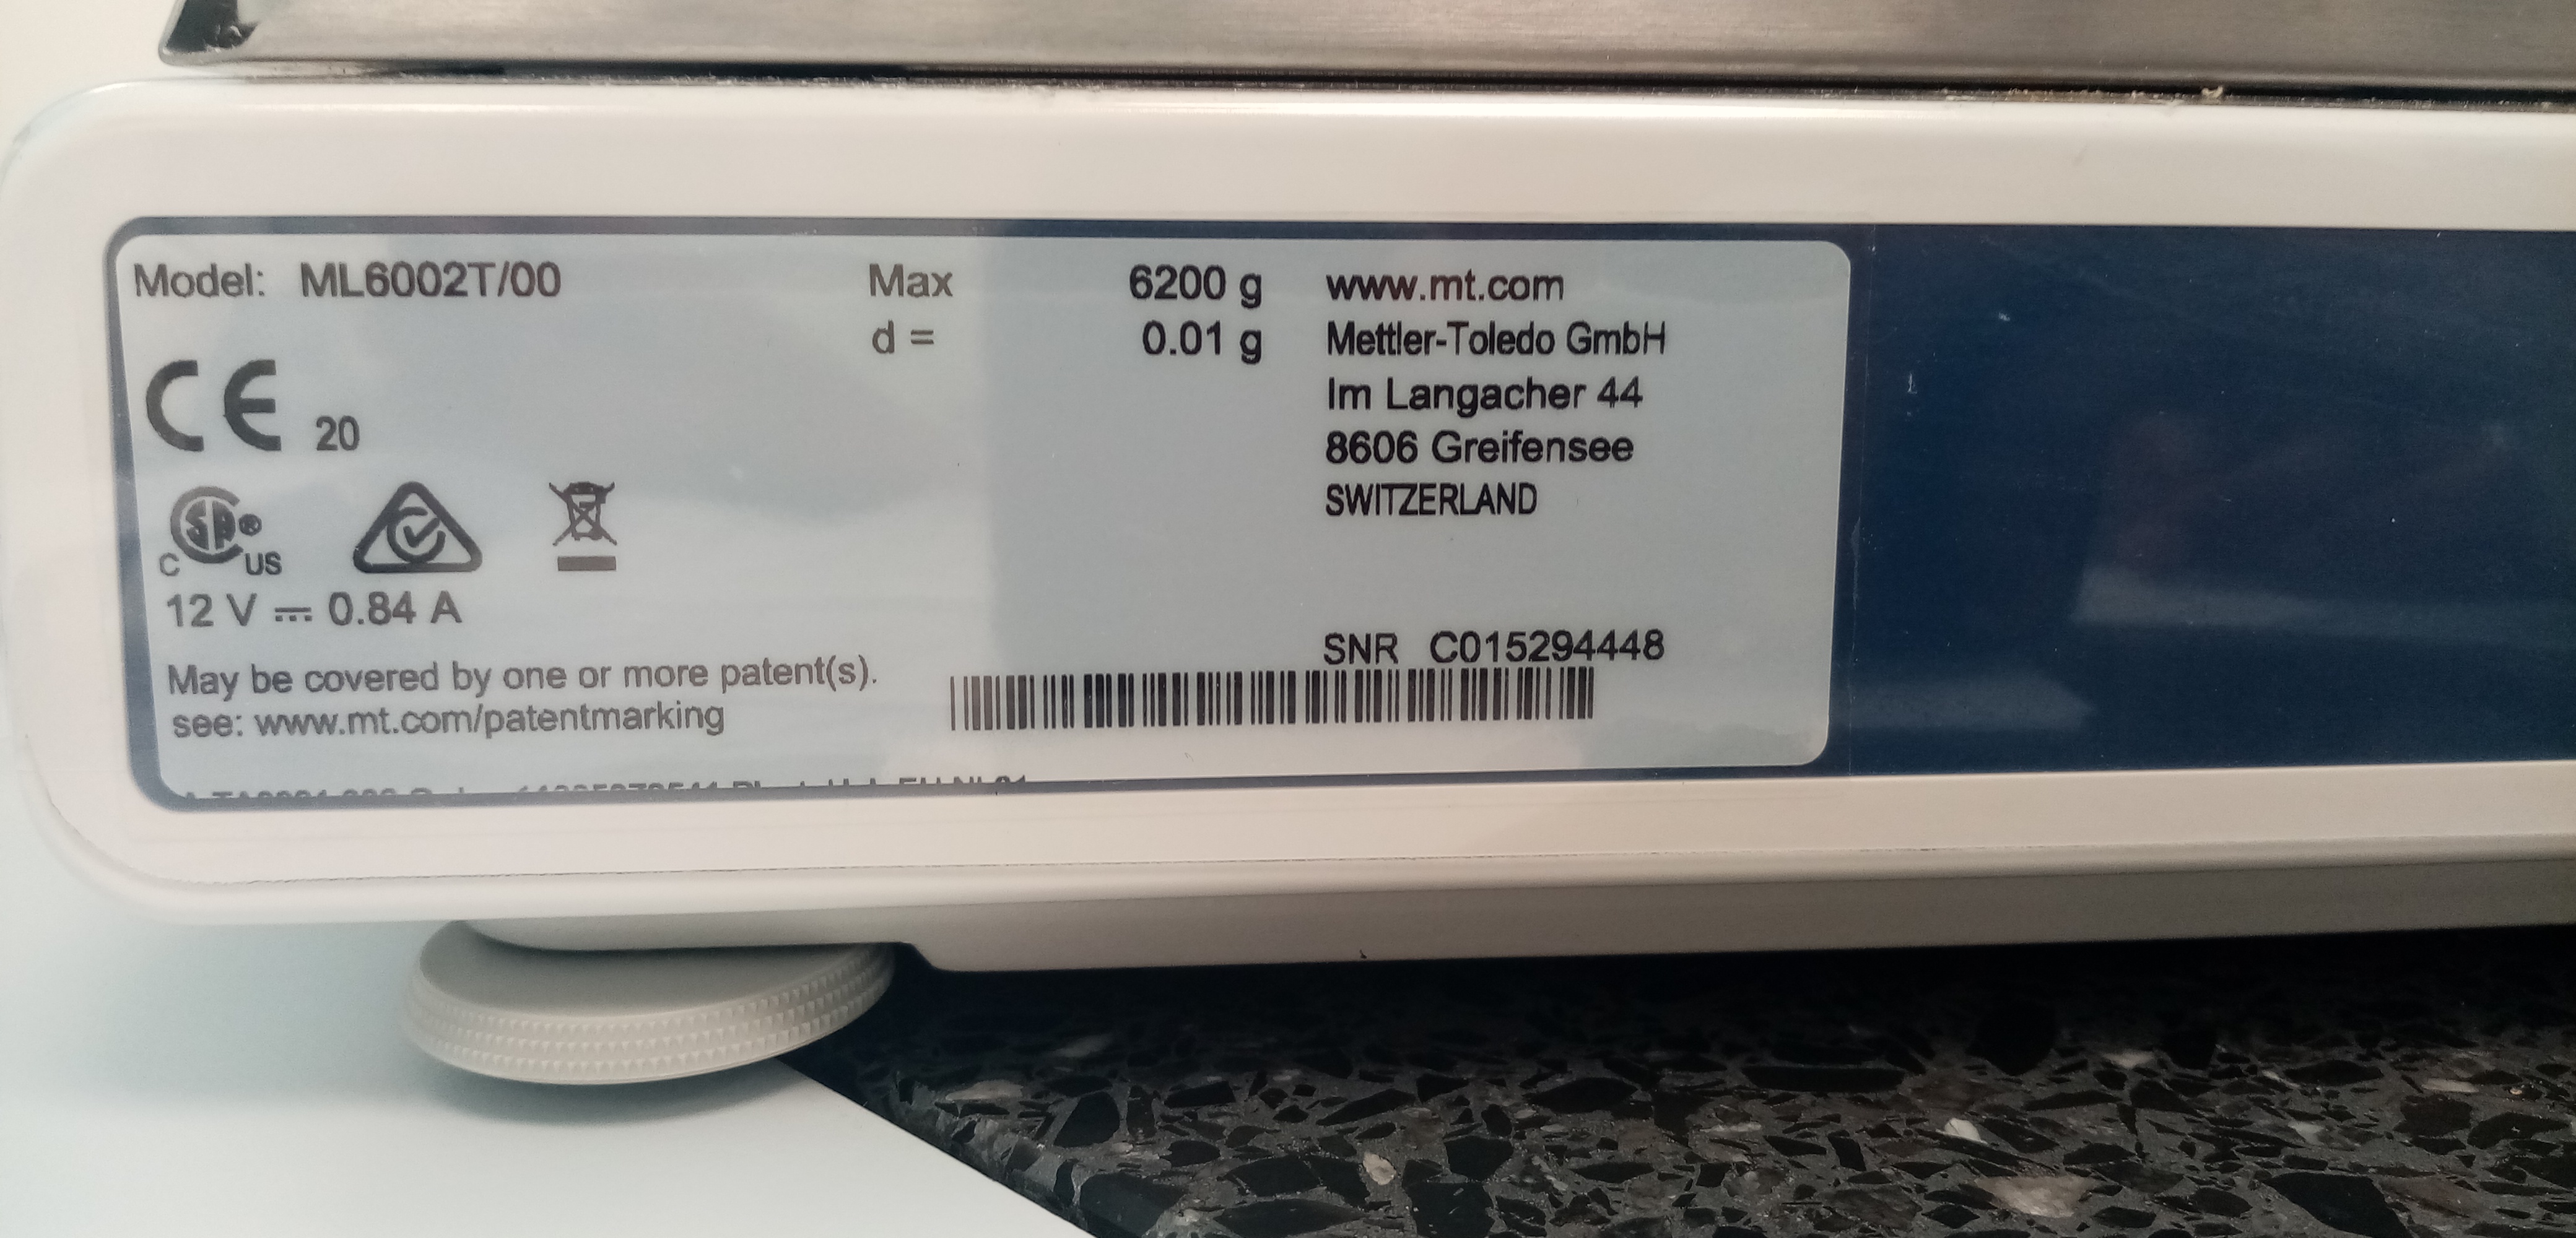 Model: ML6002T/00
Max 6200 g
d = 0.01 g
CE 20
C SA® US
12 V ⎓ 0.84 A
May be covered by one or more patent(s).
see: www.mt.com/patentmarking
www.mt.com
Mettler-Toledo GmbH
Im Langacher 44
8606 Greifensee
SWITZERLAND
SNR C015294448